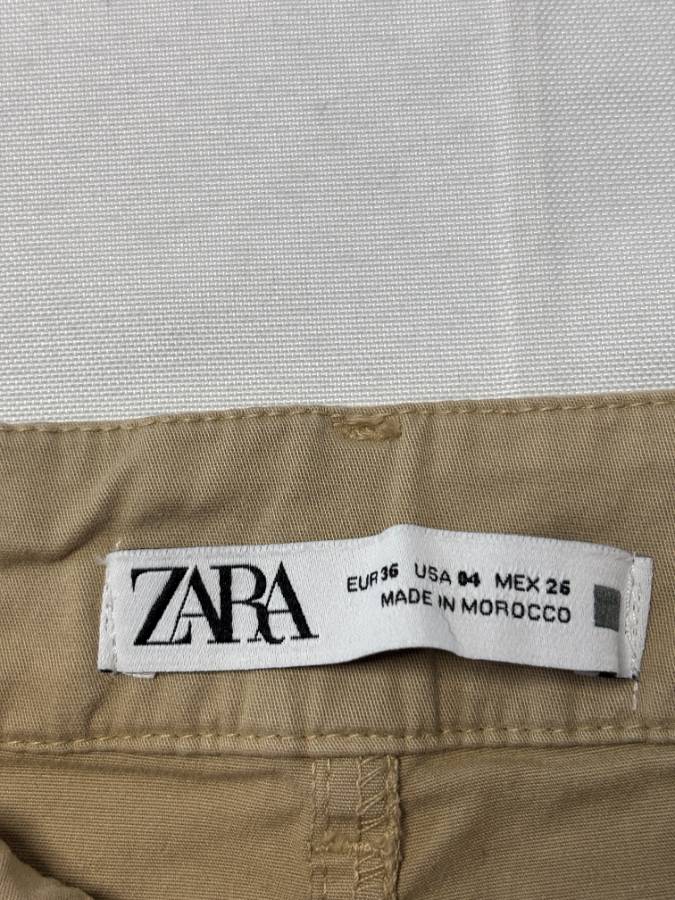 ZARA
EUR 36 USA 04 MEX 26
MADE IN MOROCCO